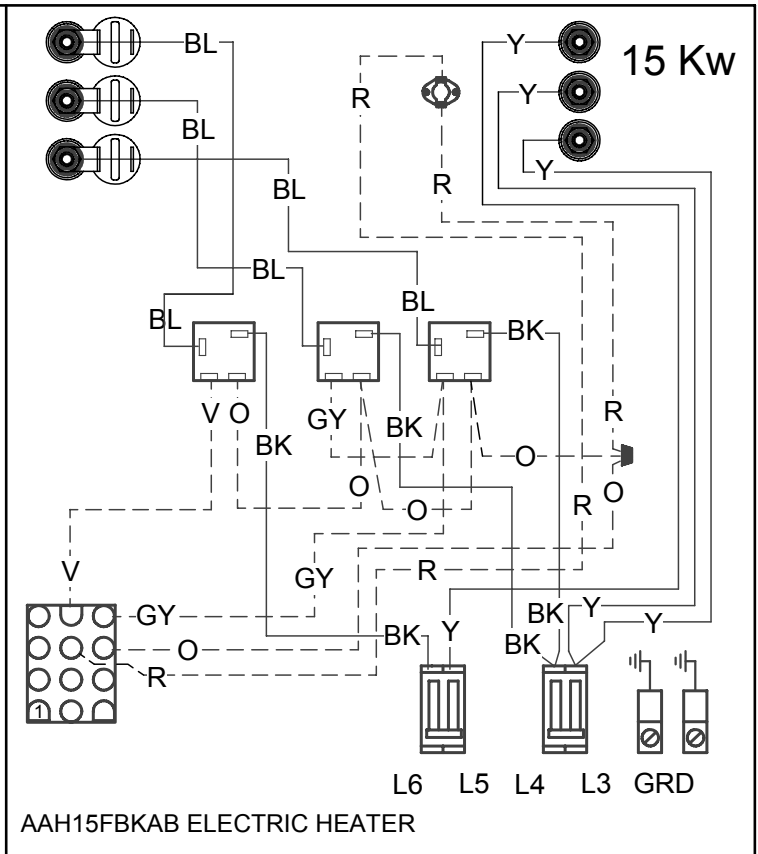 BL
Y
15 Kw
R
Y
BL
Y
R
BL
BL
BL
BL
BK
V O
GY
BK
R
BK
O
O
O
R O
V
GY
R
GY
BK
Y
BK
BK
Y
Y
O
R
1
L6 L5 L4 L3 GRD
AAH15FBKAB ELECTRIC HEATER